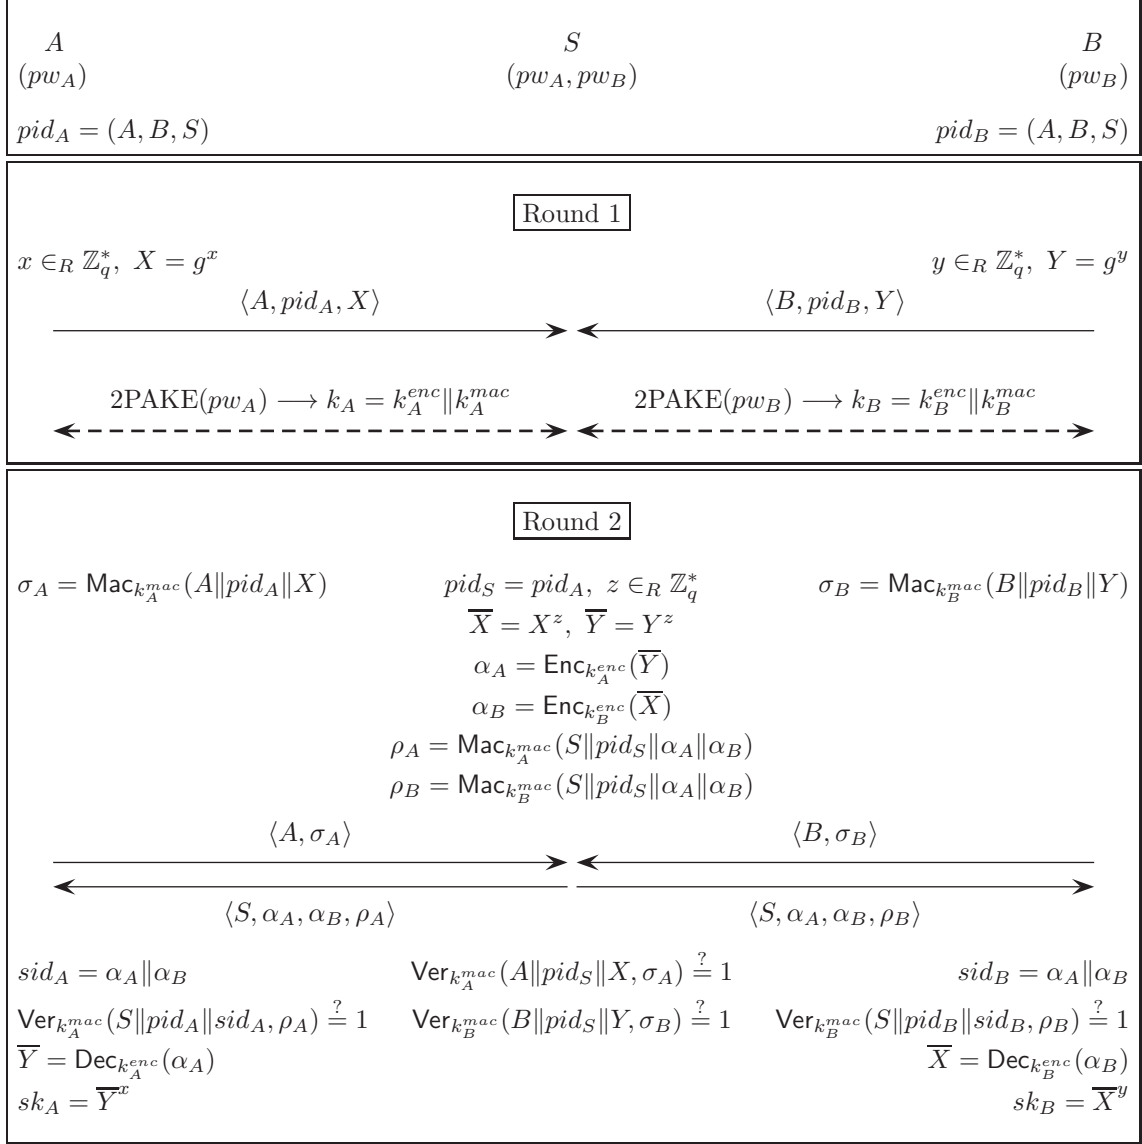 A S B
(pw_A) (pw_A, pw_B) (pw_B)
pid_A = (A, B, S) pid_B = (A, B, S)
Round 1
x ∈_R ℤ_q^*, X = g^x y ∈_R ℤ_q^*, Y = g^y
⟨A, pid_A, X⟩ ⟨B, pid_B, Y⟩
2PAKE(pw_A) ⟶ k_A = k_A^{enc}‖k_A^{mac} 2PAKE(pw_B) ⟶ k_B = k_B^{enc}‖k_B^{mac}
Round 2
σ_A = Mac_{k_A^{mac}}(A‖pid_A‖X) pid_S = pid_A, z ∈_R ℤ_q^* σ_B = Mac_{k_B^{mac}}(B‖pid_B‖Y)
X̅ = X^z, Y̅ = Y^z
α_A = Enc_{k_A^{enc}}(Y̅)
α_B = Enc_{k_B^{enc}}(X̅)
ρ_A = Mac_{k_A^{mac}}(S‖pid_S‖α_A‖α_B)
ρ_B = Mac_{k_B^{mac}}(S‖pid_S‖α_A‖α_B)
⟨A, σ_A⟩ ⟨B, σ_B⟩
⟨S, α_A, α_B, ρ_A⟩ ⟨S, α_A, α_B, ρ_B⟩
sid_A = α_A‖α_B Ver_{k_A^{mac}}(A‖pid_S‖X, σ_A) ≟ 1 sid_B = α_A‖α_B
Ver_{k_A^{mac}}(S‖pid_A‖sid_A, ρ_A) ≟ 1 Ver_{k_B^{mac}}(B‖pid_S‖Y, σ_B) ≟ 1 Ver_{k_B^{mac}}(S‖pid_B‖sid_B, ρ_B) ≟ 1
Y̅ = Dec_{k_A^{enc}}(α_A) X̅ = Dec_{k_B^{enc}}(α_B)
sk_A = Y̅^x sk_B = X̅^y